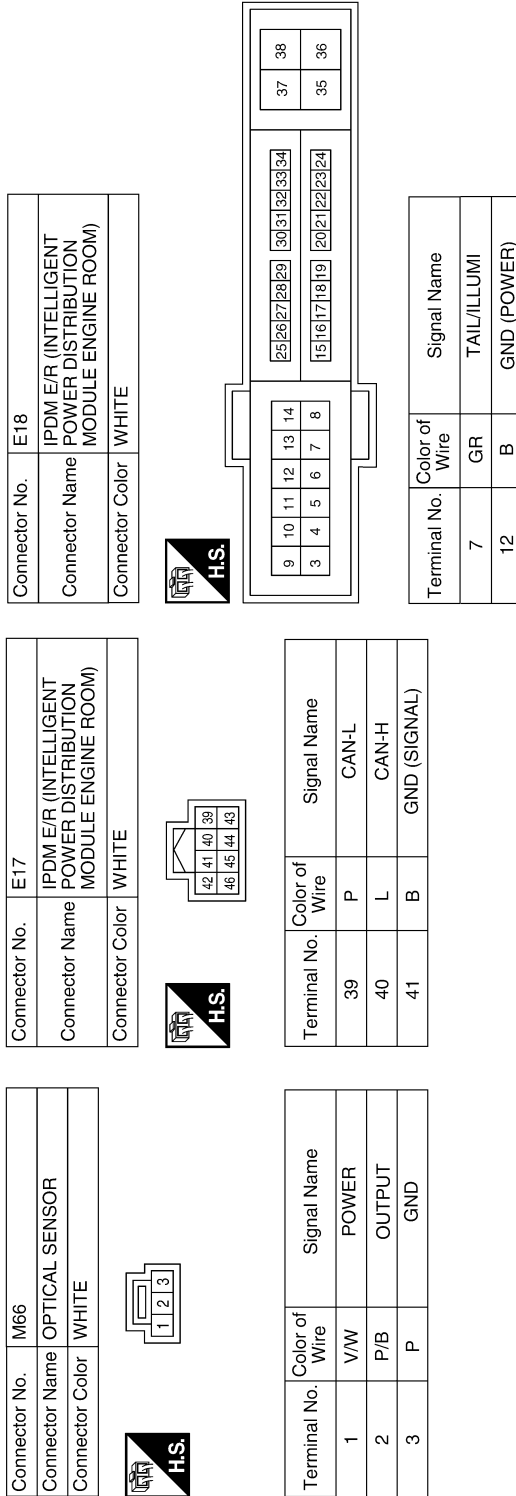 Connector No. M66
Connector Name OPTICAL SENSOR
Connector Color WHITE
H.S.
1 2 3
Terminal No. Color of Wire Signal Name
1 V/W POWER
2 P/B OUTPUT
3 P GND
Connector No. E17
Connector Name IPDM E/R (INTELLIGENT
POWER DISTRIBUTION
MODULE ENGINE ROOM)
Connector Color WHITE
H.S.
42 41 40 39
46 45 44 43
Terminal No. Color of Wire Signal Name
39 P CAN-L
40 L CAN-H
41 B GND (SIGNAL)
Connector No. E18
Connector Name IPDM E/R (INTELLIGENT
POWER DISTRIBUTION
MODULE ENGINE ROOM)
Connector Color WHITE
H.S.
9 10 11 12 13 14 25 26 27 28 29 30 31 32 33 34 37 38
3 4 5 6 7 8 15 16 17 18 19 20 21 22 23 24 35 36
Terminal No. Color of Wire Signal Name
7 GR TAIL/ILLUMI
12 B GND (POWER)